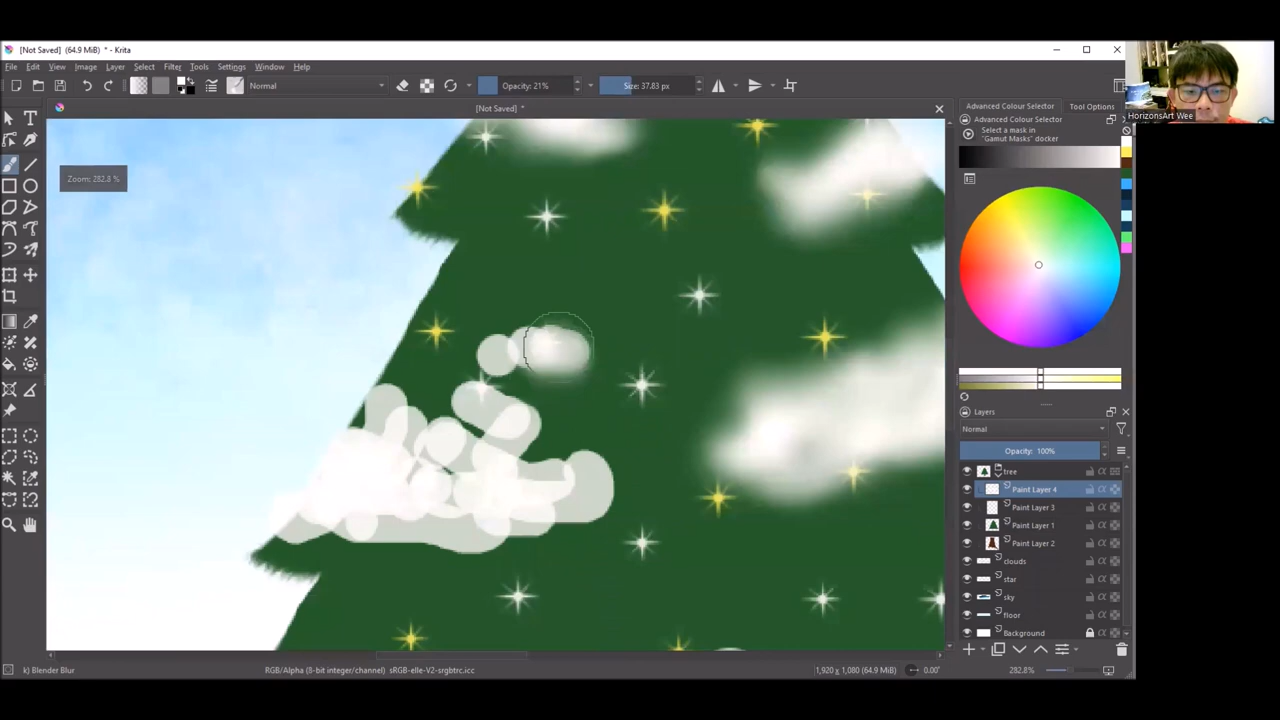 [Not Saved] (64.9 MiB) * - Krita
File Edit View Image Layer Select Filter Tools Settings Window Help
Normal Opacity: 21% Size: 37.83 px
[Not Saved] *
Zoom: 282.8 %
HorizonsArt Wee
Advanced Colour Selector Tool Options
Advanced Colour Selector
Select a mask in
"Gamut Masks" docker
Layers
Normal
Opacity: 100%
tree
Paint Layer 4
Paint Layer 3
Paint Layer 1
Paint Layer 2
clouds
star
sky
floor
Background
k) Blender Blur RGB/Alpha (8-bit integer/channel) sRGB-elle-V2-srgbtrc.icc 1,920 x 1,080 (64.9 MiB) 0.00° 282.8%